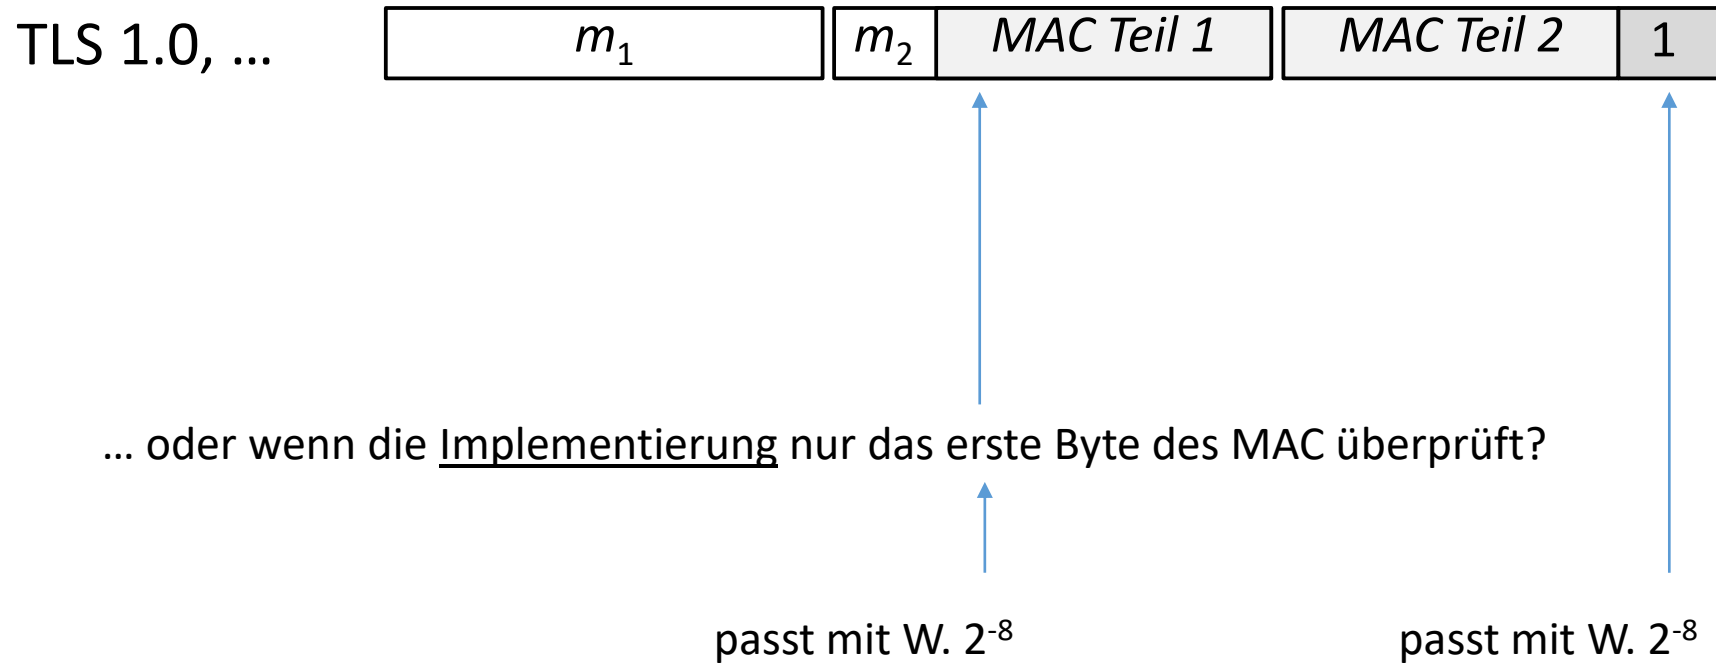 TLS 1.0, … m₁ m₂ MAC Teil 1 MAC Teil 2 1
… oder wenn die Implementierung nur das erste Byte des MAC überprüft?
passt mit W. 2⁻⁸ passt mit W. 2⁻⁸